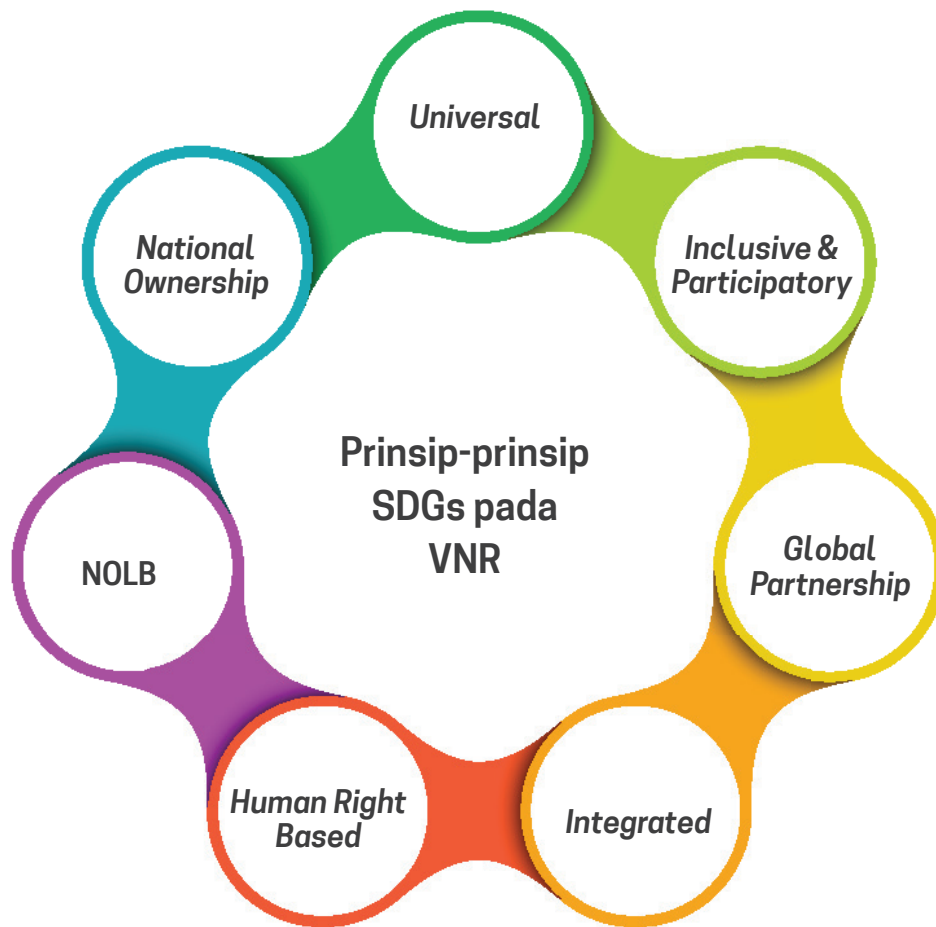 Universal
Inclusive &
Participatory
Global
Partnership
Integrated
Human Right
Based
NOLB
National
Ownership
Prinsip-prinsip
SDGs pada
VNR